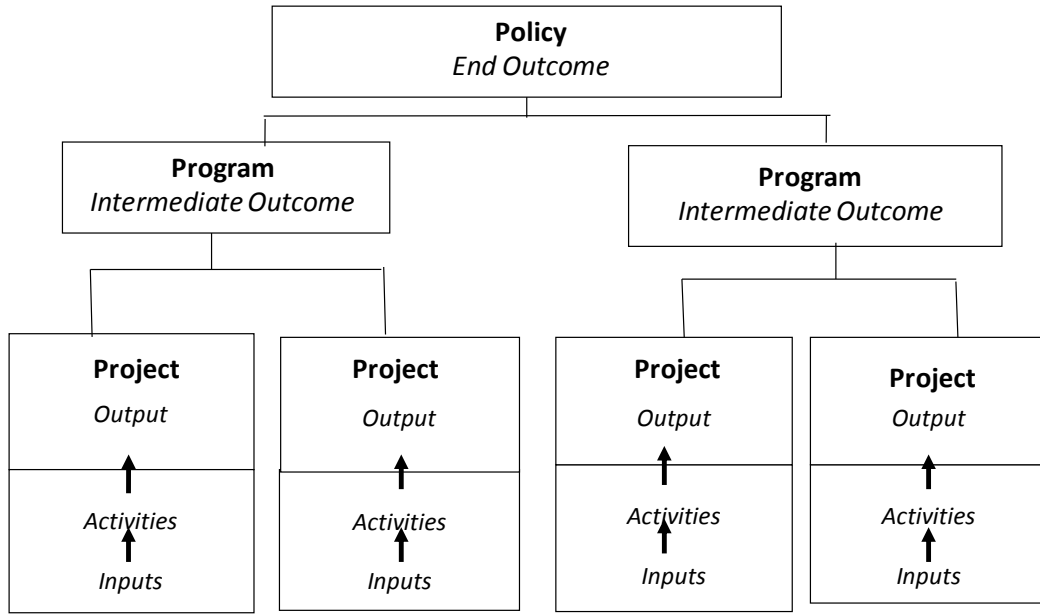 Policy
End Outcome
Program
Intermediate Outcome
Program
Intermediate Outcome
Project
Output
Activities
Inputs
Project
Output
Activities
Inputs
Project
Output
Activities
Inputs
Project
Output
Activities
Inputs